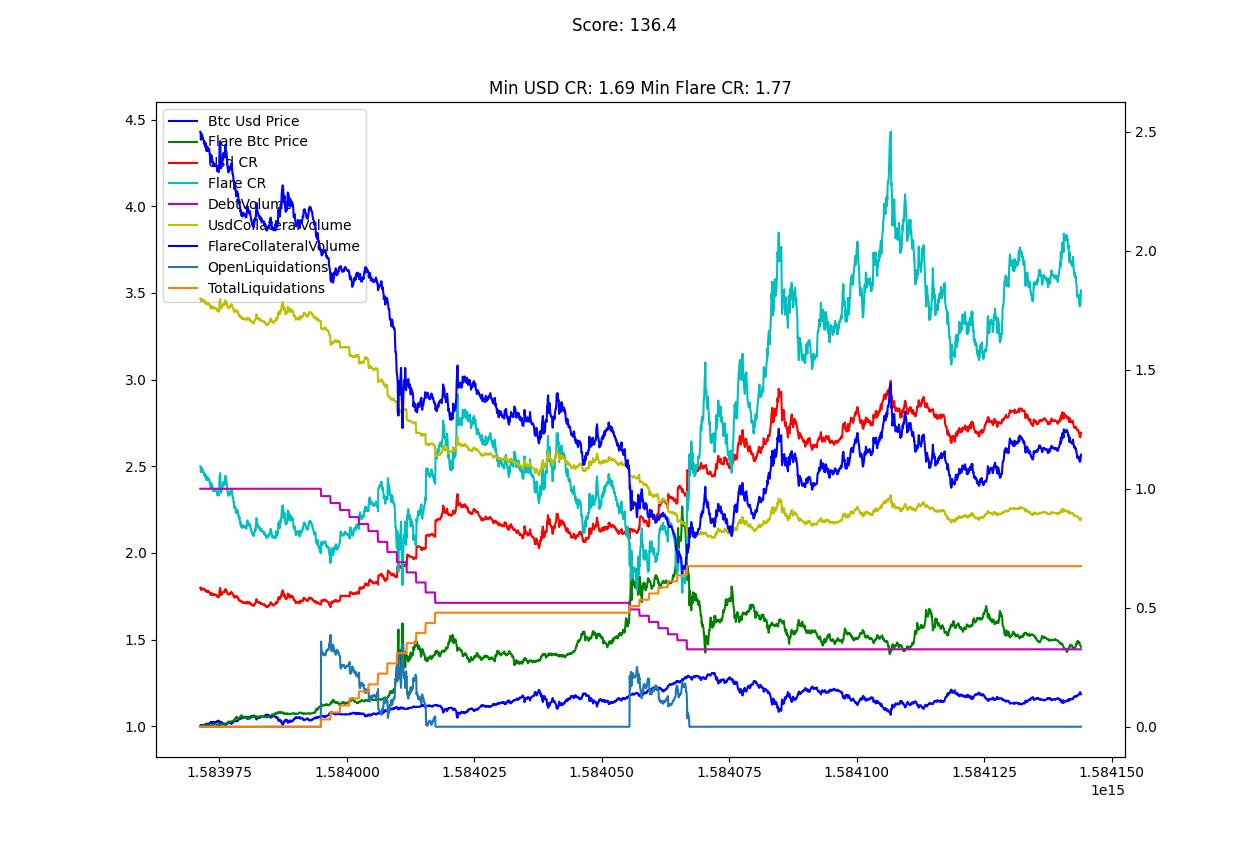 Score: 136.4
Min USD CR: 1.69 Min Flare CR: 1.77
Btc Usd Price
Flare Btc Price
Usd CR
Flare CR
DebtVolume
UsdCollateralVolume
FlareCollateralVolume
OpenLiquidations
TotalLiquidations
4.5
4.0
3.5
3.0
2.5
2.0
1.5
1.0
2.5
2.0
1.5
1.0
0.5
0.0
1.583975 1.584000 1.584025 1.584050 1.584075 1.584100 1.584125 1.584150
1e15